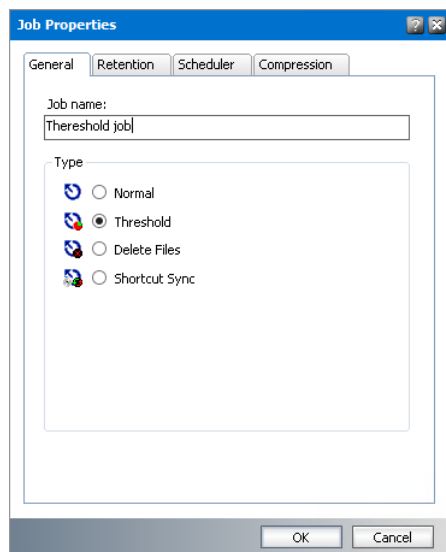 Job Properties
General Retention Scheduler Compression
Job name:
Thereshold job
Type
Normal
Threshold
Delete Files
Shortcut Sync
OK Cancel